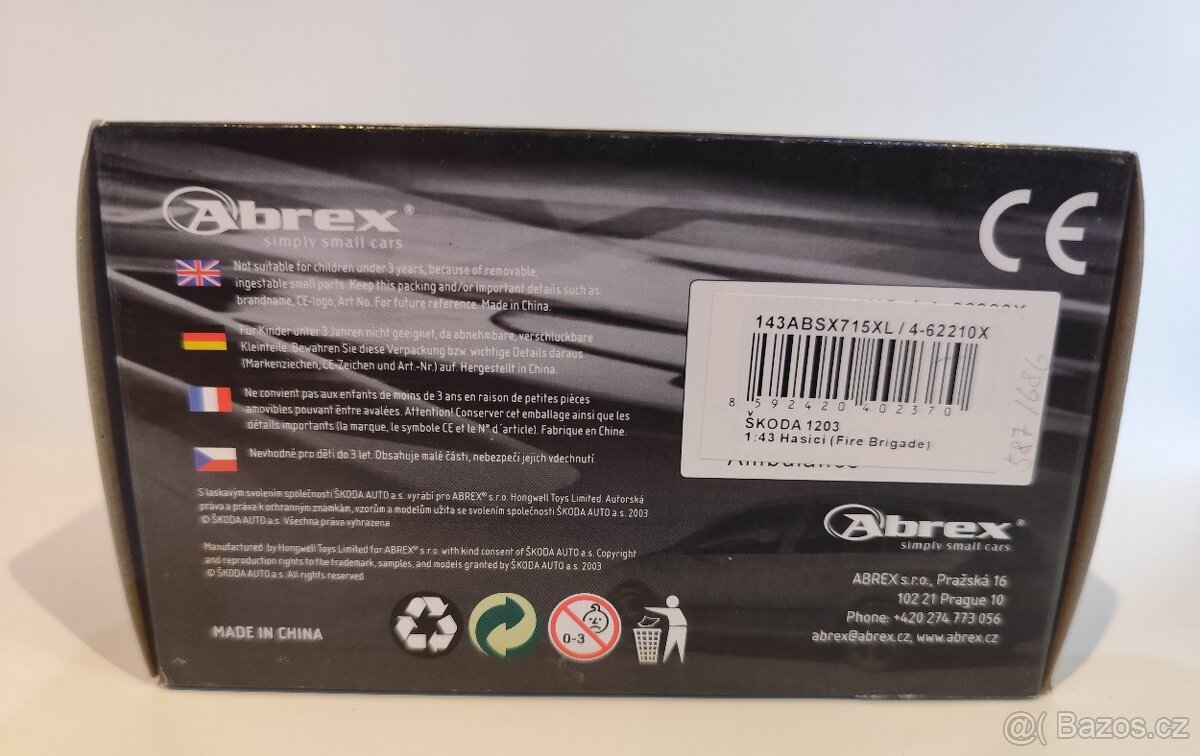 Abrex®
simply small cars
CE
Not suitable for children under 3 years, because of removable,
ingestable small parts. Keep this packing and/or important details such as:
brandname, CE-logo, Art No. For future reference. Made in China.
Für Kinder unter 3 Jahren nicht geeignet, da abnehmbare, verschluckbare
Kleinteile. Bewahren Sie diese Verpackung bzw. wichtige Details daraus
(Markenziechen, CE-Zeichen und Art.-Nr.) auf. Hergestellt in China.
Ne convient pas aux enfants de moins de 3 ans en raison de petites pièces
amovibles pouvant entre avalées. Attention! Conserver cet emballage ainsi que les
détails importants (la marque, le symbole CE et le N° d´article). Fabrique en Chine.
Nevhodné pro děti do 3 let. Obsahuje malé části, nebezpečí jejich vdechnutí.
S laskavým svolením společnosti ŠKODA AUTO a.s. vyrábí pro ABREX® s.r.o. Hongwell Toys Limited. Autorská
práva a práva k ochranným známkám, vzorům a modelům užita se svolením společnosti ŠKODA AUTO a.s. 2003
© ŠKODA AUTO a.s. Všechna práva vyhrazena
Manufactured by Hongwell Toys Limited for ABREX® s.r.o. with kind consent of ŠKODA AUTO a.s. Copyright
and reproduction rights to the trademark, samples, and models granted by ŠKODA AUTO a.s. 2003
© ŠKODA AUTO a.s. All rights reserved.
MADE IN CHINA
0-3
143ABSX715XL / 4-62210X
8 592420 402370
ŠKODA 1203
1:43 Hasici (Fire Brigade)
587/686
Ambulance
Abrex®
simply small cars
ABREX s.r.o., Pražská 16
102 21 Prague 10
Phone: +420 274 773 056
abrex@abrex.cz, www.abrex.cz
@( Bazos.cz